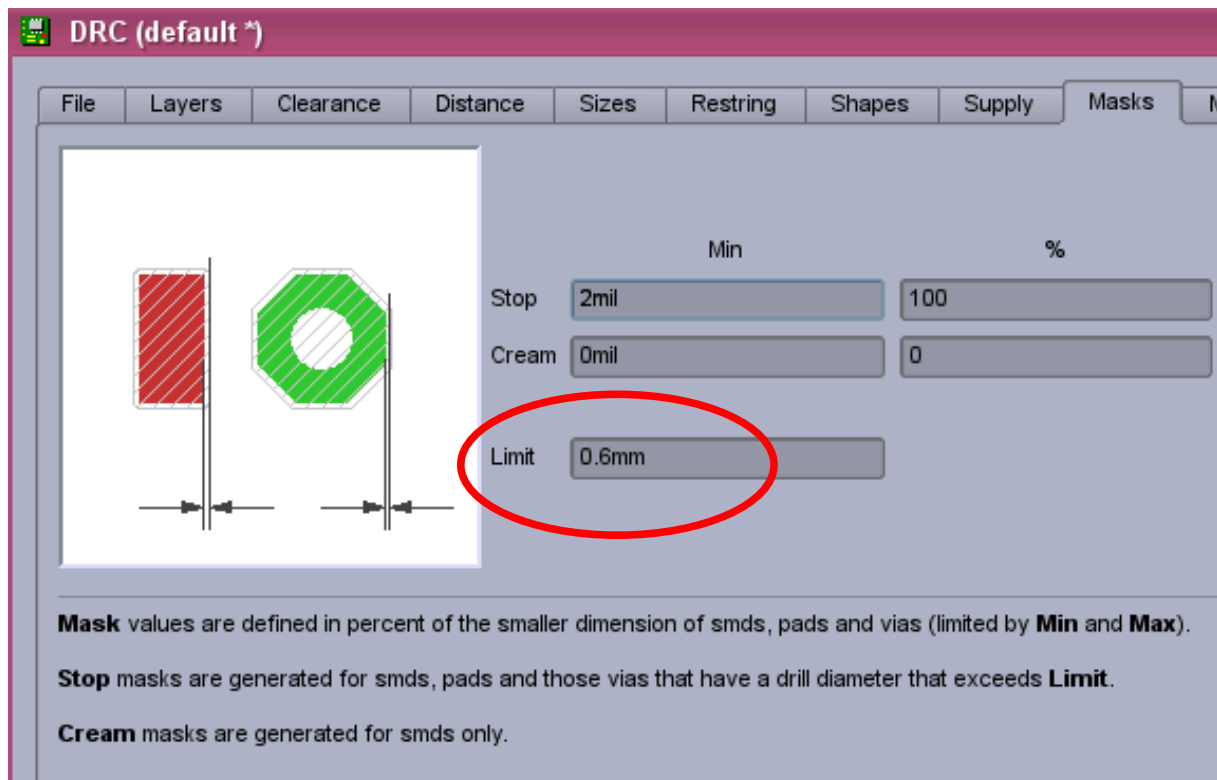 DRC (default *)
File Layers Clearance Distance Sizes Restring Shapes Supply Masks
Min %
Stop 2mil 100
Cream 0mil 0
Limit 0.6mm
Mask values are defined in percent of the smaller dimension of smds, pads and vias (limited by Min and Max).
Stop masks are generated for smds, pads and those vias that have a drill diameter that exceeds Limit.
Cream masks are generated for smds only.